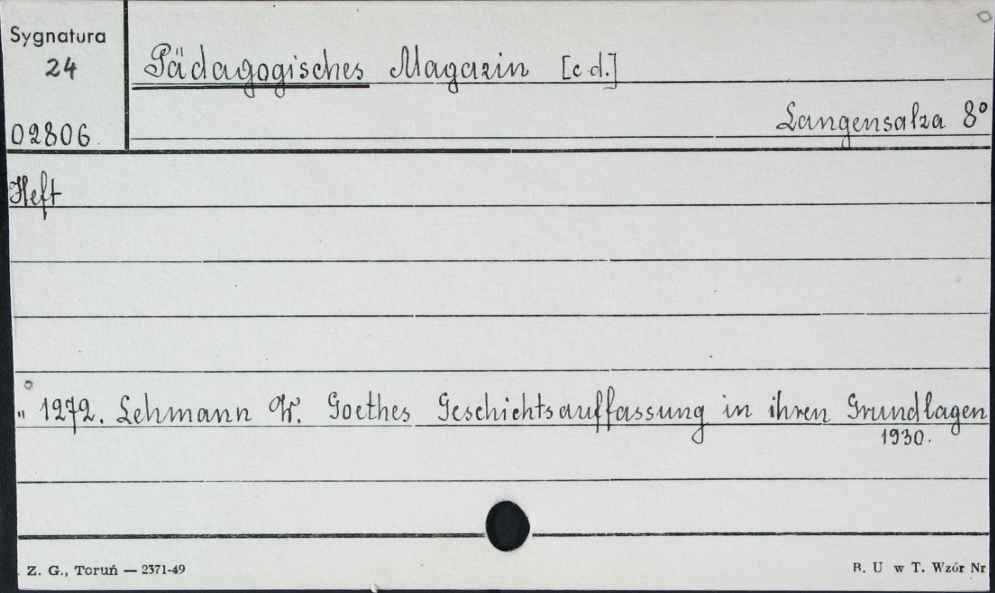 Sygnatura
24
02806.
Pädagogisches Magazin [c d.]
Langensalza 8°
Heft
„ 1272. Lehmann W. Goethes Geschichtsauffassung in ihren Grundlagen
1930.
Z. G., Toruń — 2371-49
B. U w T. Wzór Nr